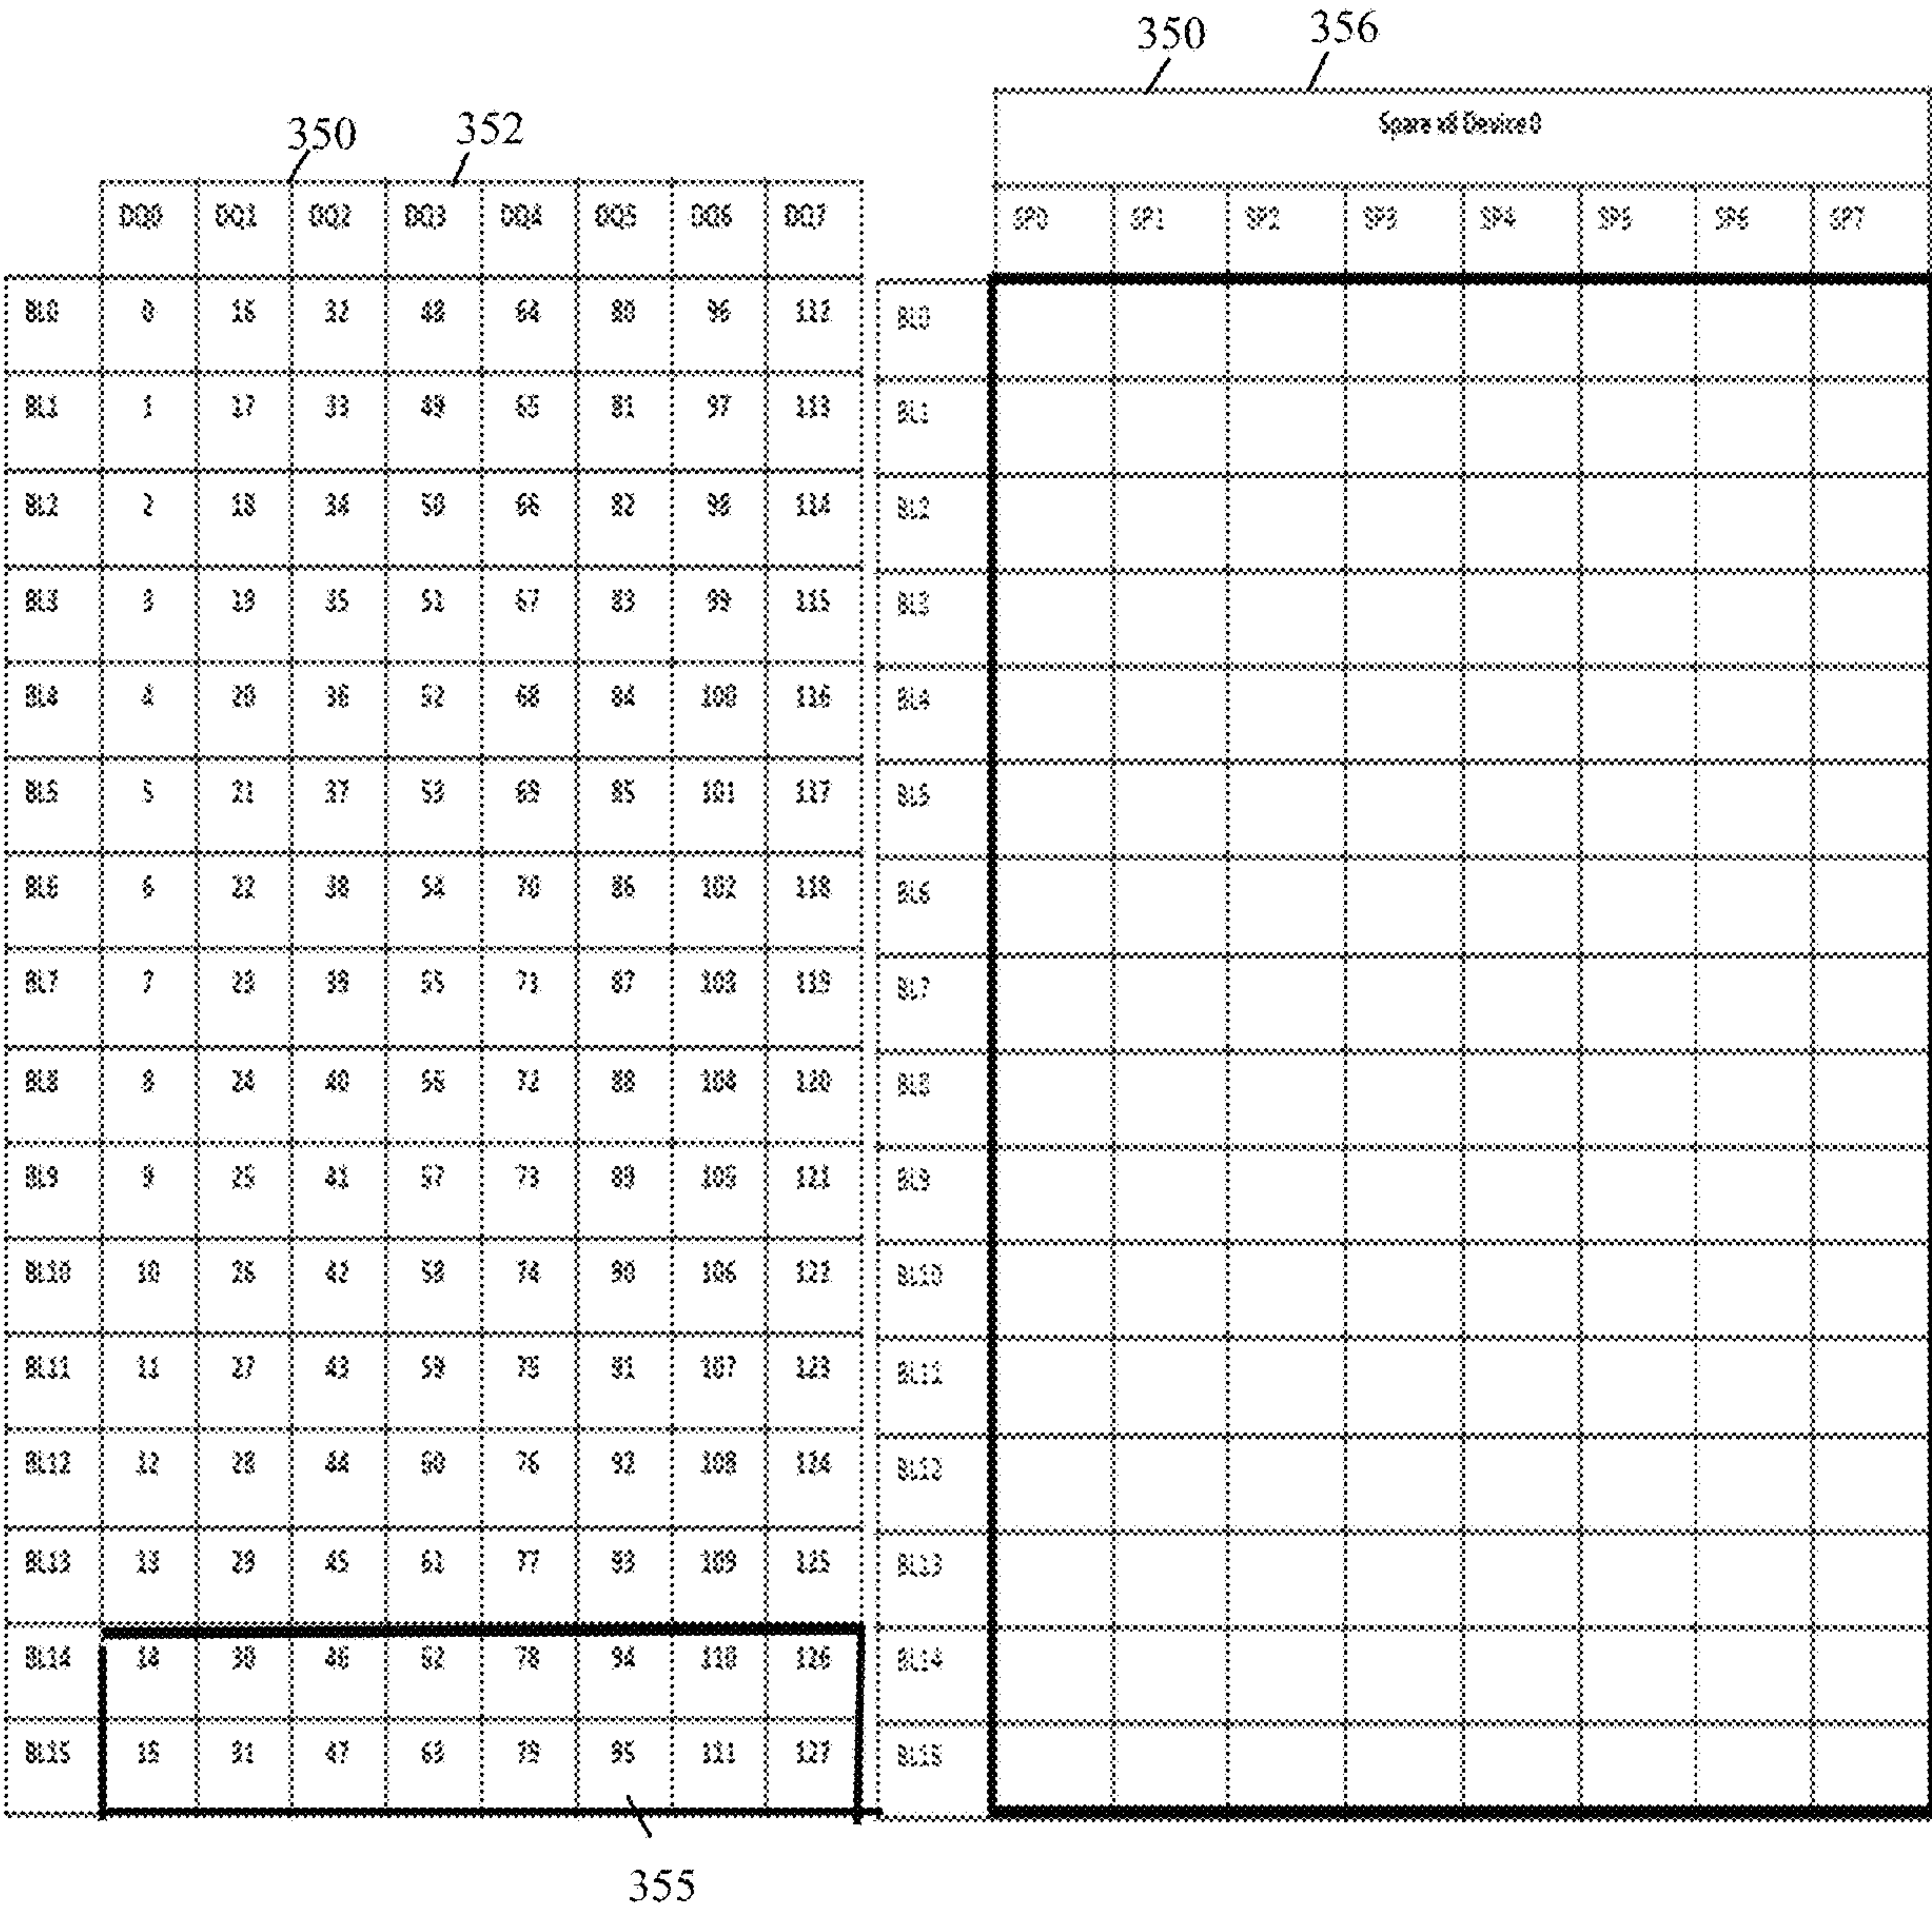 350 356
Spare x8 Device 0
350 352
DQ0 DQ1 DQ2 DQ3 DQ4 DQ5 DQ6 DQ7
SP0 SP1 SP2 SP3 SP4 SP5 SP6 SP7
BL0 0 16 32 48 64 80 96 112 BL0
BL1 1 17 33 49 65 81 97 113 BL1
BL2 2 18 34 50 66 82 98 114 BL2
BL3 3 19 35 51 67 83 99 115 BL3
BL4 4 20 36 52 68 84 100 116 BL4
BL5 5 21 37 53 69 85 101 117 BL5
BL6 6 22 38 54 70 86 102 118 BL6
BL7 7 23 39 55 71 87 103 119 BL7
BL8 8 24 40 56 72 88 104 120 BL8
BL9 9 25 41 57 73 89 105 121 BL9
BL10 10 26 42 58 74 90 106 122 BL10
BL11 11 27 43 59 75 91 107 123 BL11
BL12 12 28 44 60 76 92 108 124 BL12
BL13 13 29 45 61 77 93 109 125 BL13
BL14 14 30 46 62 78 94 110 126 BL14
BL15 15 31 47 63 79 95 111 127 BL15
355